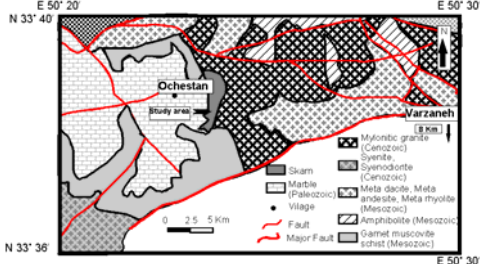 E 50° 20'
E 50° 30'
N 33° 40'
N
Ochestan
Study area
Varzaneh
8 Km
Mylonitic granite
(Cenozoic)
Syenite,
Syenodiorite
(Cenozoic)
Skarn
Marble
(Paleozoic)
Meta dacite, Meta
andesite, Meta rhyolite
(Mesozoic)
Village
Amphibolite (Mesozoic)
Fault
Major Fault
Garnet muscovite
schist (Mesozoic)
0 2.5 5 Km
N 33° 36'
E 50° 30'